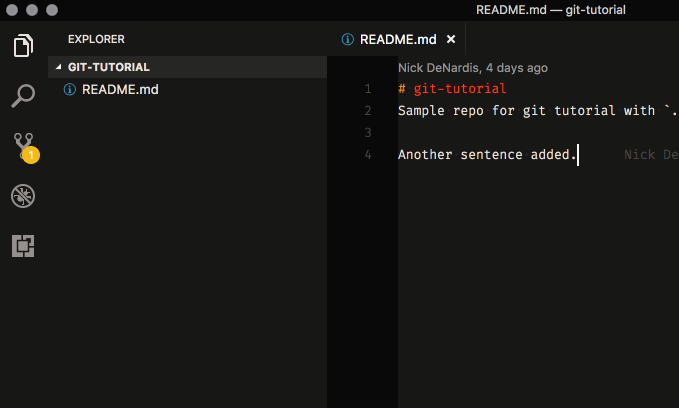 README.md — git-tutorial
EXPLORER
GIT-TUTORIAL
README.md
1
README.md ×
Nick DeNardis, 4 days ago
1 # git-tutorial
2 Sample repo for git tutorial with `.
3
4 Another sentence added. Nick De